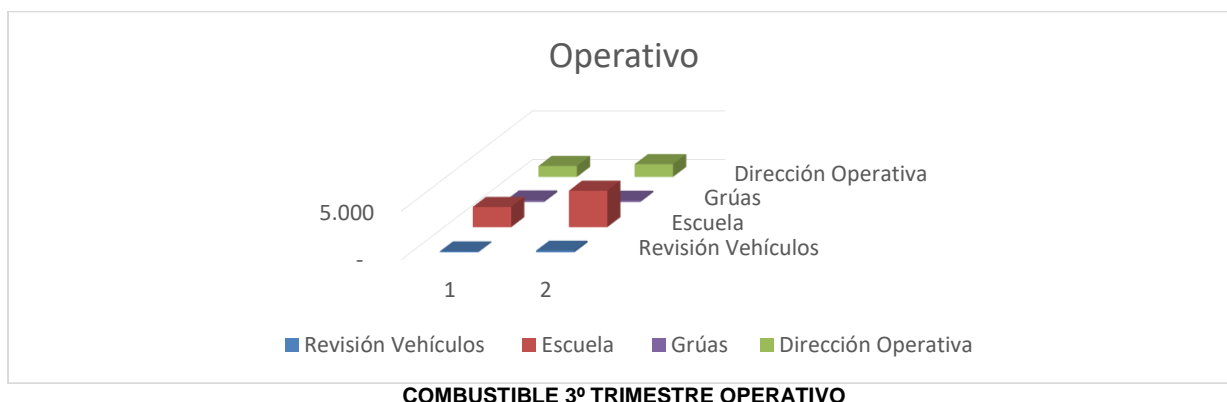 Operativo
5.000
-
Dirección Operativa
Grúas
Escuela
Revisión Vehículos
1 2
Revisión Vehículos Escuela Grúas Dirección Operativa
COMBUSTIBLE 3º TRIMESTRE OPERATIVO